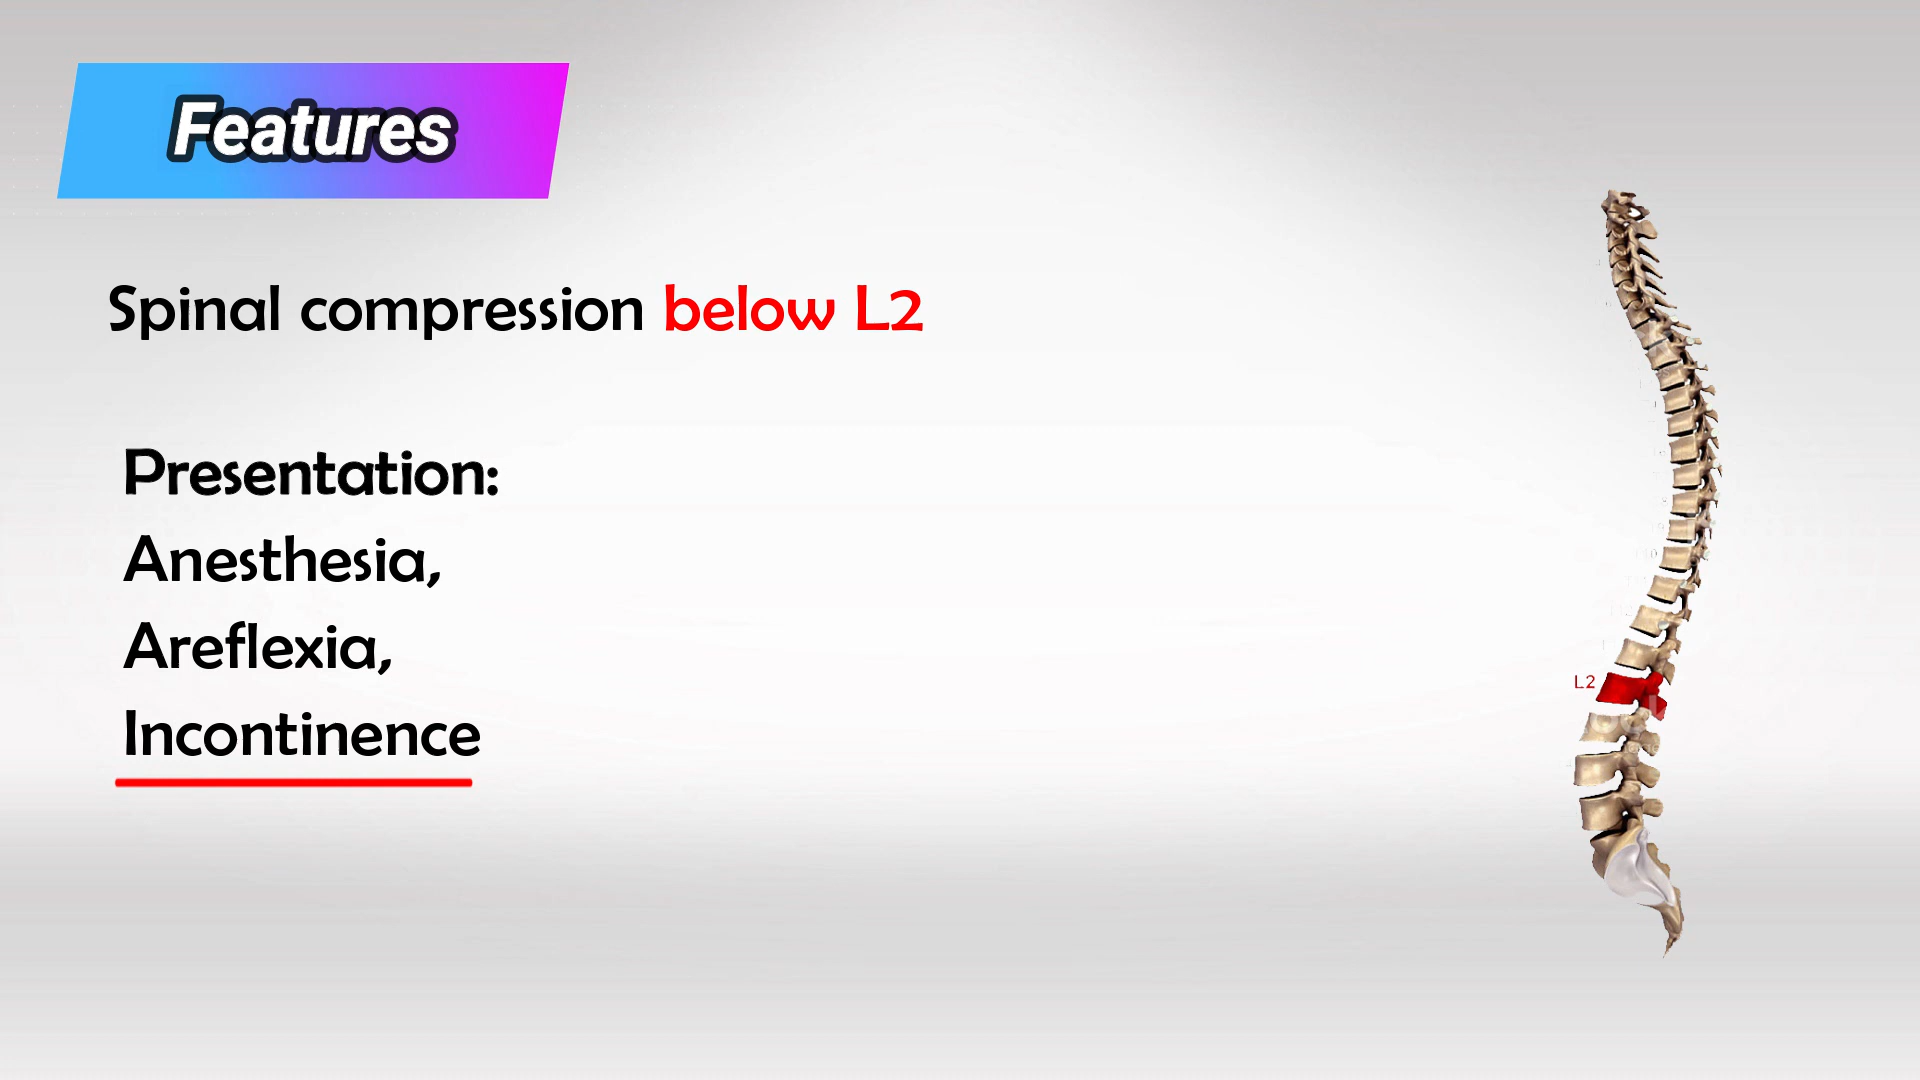 Features
Spinal compression below L2
Presentation:
Anesthesia,
Areflexia,
Incontinence
L2